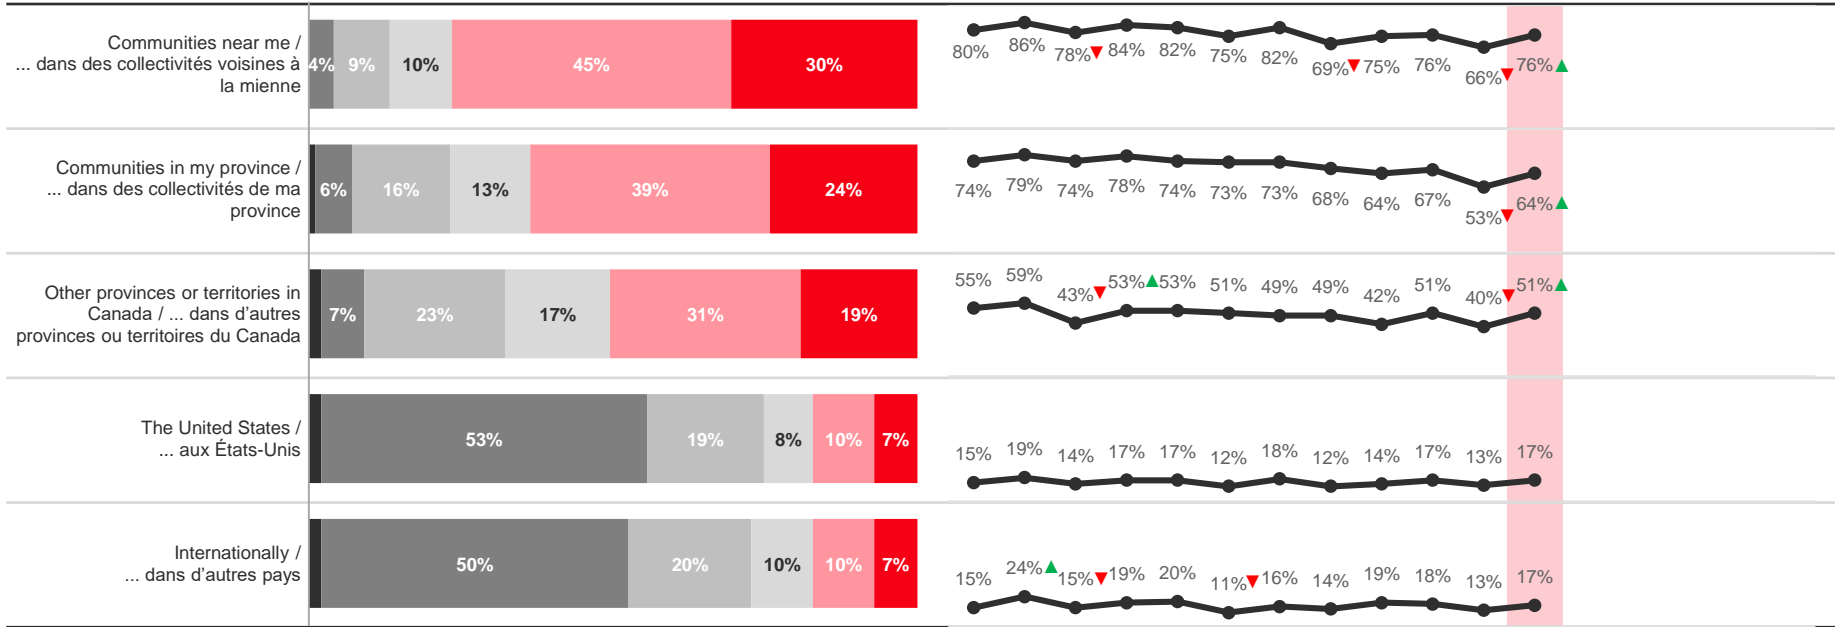 Communities near me /
... dans des collectivités voisines à
la mienne
4% 9% 10% 45% 30%
80% 86% 78%▼ 84% 82% 75% 82% 69%▼ 75% 76% 66%▼ 76%▲
Communities in my province /
... dans des collectivités de ma
province
6% 16% 13% 39% 24%
74% 79% 74% 78% 74% 73% 73% 68% 64% 67% 53%▼ 64%▲
Other provinces or territories in
Canada / ... dans d'autres
provinces ou territoires du Canada
7% 23% 17% 31% 19%
55% 59% 43%▼ 53%▲ 53% 51% 49% 49% 42% 51% 40%▼ 51%▲
The United States /
... aux États-Unis
53% 19% 8% 10% 7%
15% 19% 14% 17% 17% 12% 18% 12% 14% 17% 13% 17%
Internationally /
... dans d'autres pays
50% 20% 10% 10% 7%
15% 24%▲ 15%▼ 19% 20% 11%▼ 16% 14% 19% 18% 13% 17%